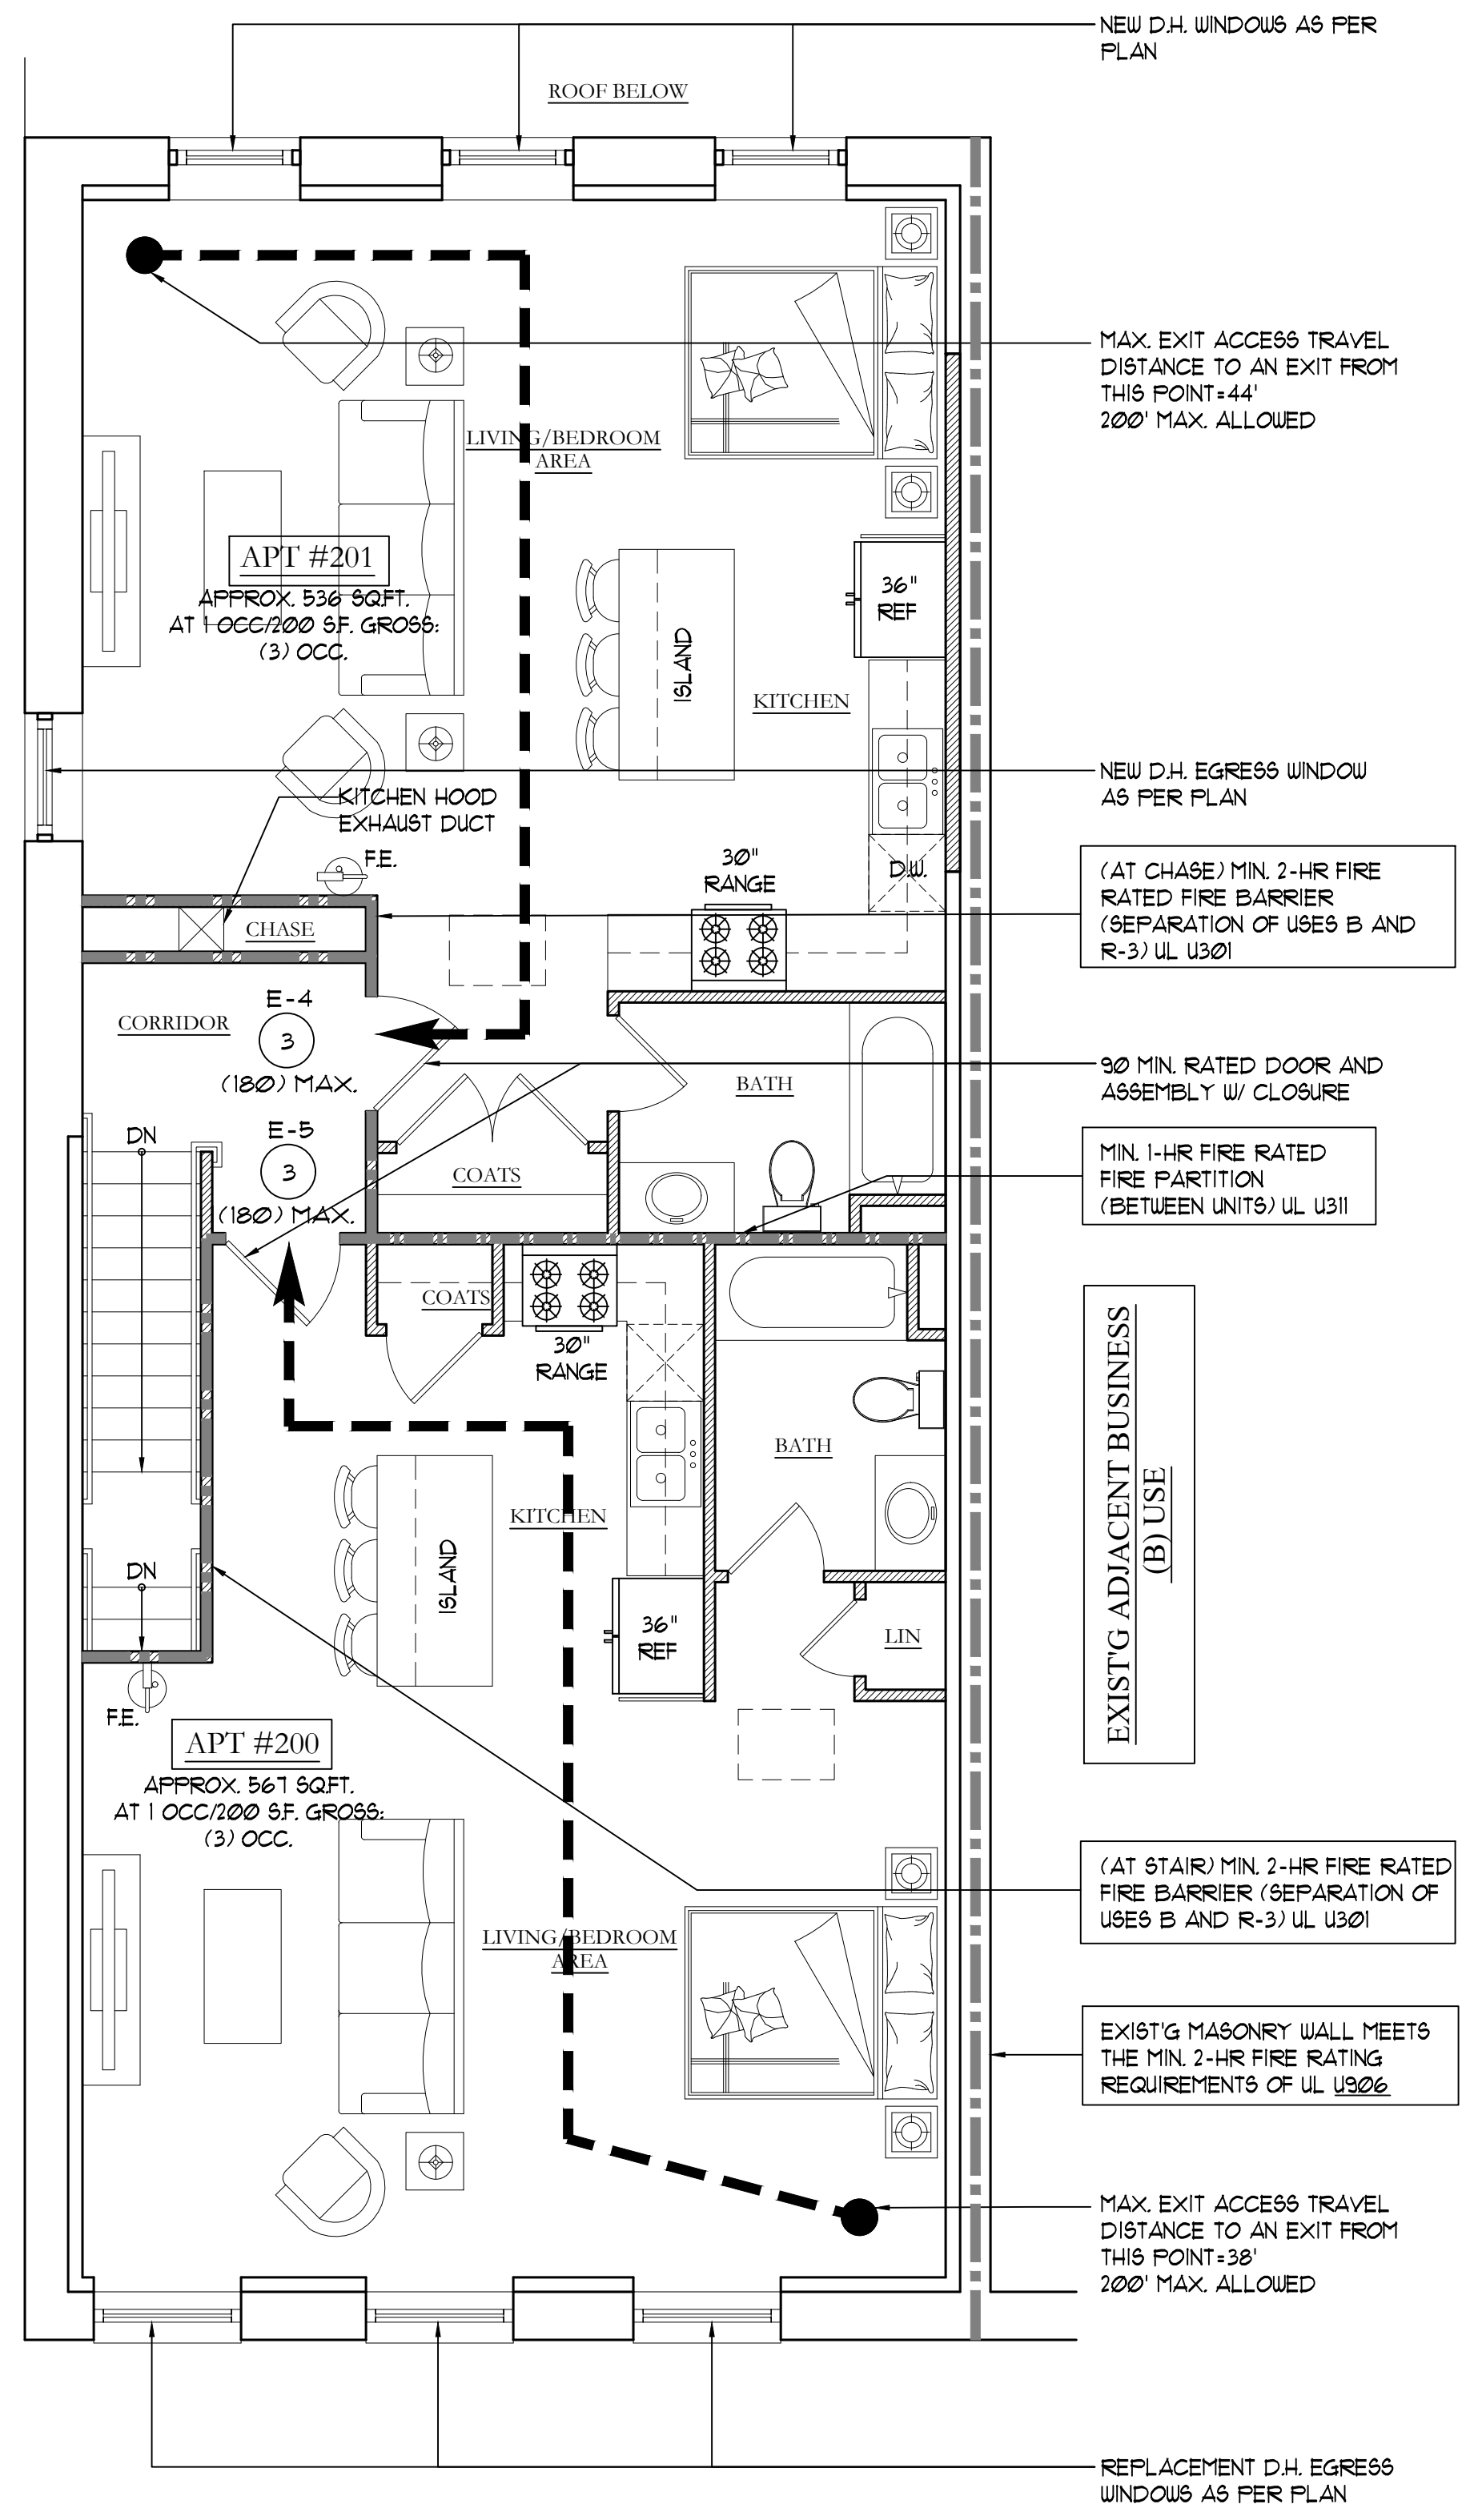 NEW D.H. WINDOWS AS PER
PLAN
ROOF BELOW
MAX. EXIT ACCESS TRAVEL
DISTANCE TO AN EXIT FROM
THIS POINT=44'
200' MAX. ALLOWED
LIVING/BEDROOM
AREA
APT #201
APPROX. 536 SQ.FT.
AT 1 OCC/200 S.F. GROSS:
(3) OCC.
36"
REF
ISLAND
KITCHEN
NEW D.H. EGRESS WINDOW
AS PER PLAN
KITCHEN HOOD
EXHAUST DUCT
F.E.
30"
RANGE
D.W.
(AT CHASE) MIN. 2-HR FIRE
RATED FIRE BARRIER
(SEPARATION OF USES B AND
R-3) UL U301
CHASE
E-4
3
(180) MAX.
CORRIDOR
90 MIN. RATED DOOR AND
ASSEMBLY W/ CLOSURE
BATH
DN
E-5
3
(180) MAX.
COATS
MIN. 1-HR FIRE RATED
FIRE PARTITION
(BETWEEN UNITS) UL U311
COATS
30"
RANGE
BATH
KITCHEN
ISLAND
DN
36"
REF
LIN
EXIST'G ADJACENT BUSINESS
(B) USE
F.E.
APT #200
APPROX. 567 SQ.FT.
AT 1 OCC/200 S.F. GROSS:
(3) OCC.
(AT STAIR) MIN. 2-HR FIRE RATED
FIRE BARRIER (SEPARATION OF
USES B AND R-3) UL U301
LIVING/BEDROOM
AREA
EXIST'G MASONRY WALL MEETS
THE MIN. 2-HR FIRE RATING
REQUIREMENTS OF UL U906
MAX. EXIT ACCESS TRAVEL
DISTANCE TO AN EXIT FROM
THIS POINT=38'
200' MAX. ALLOWED
REPLACEMENT D.H. EGRESS
WINDOWS AS PER PLAN